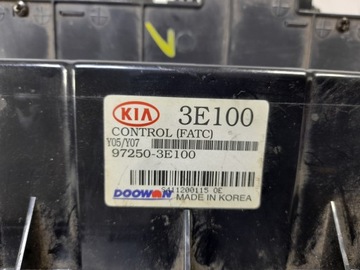 V
KIA 3E100
CONTROL (FATC)
Y05/Y07
97250-3E100
DOOWON MADE IN KOREA